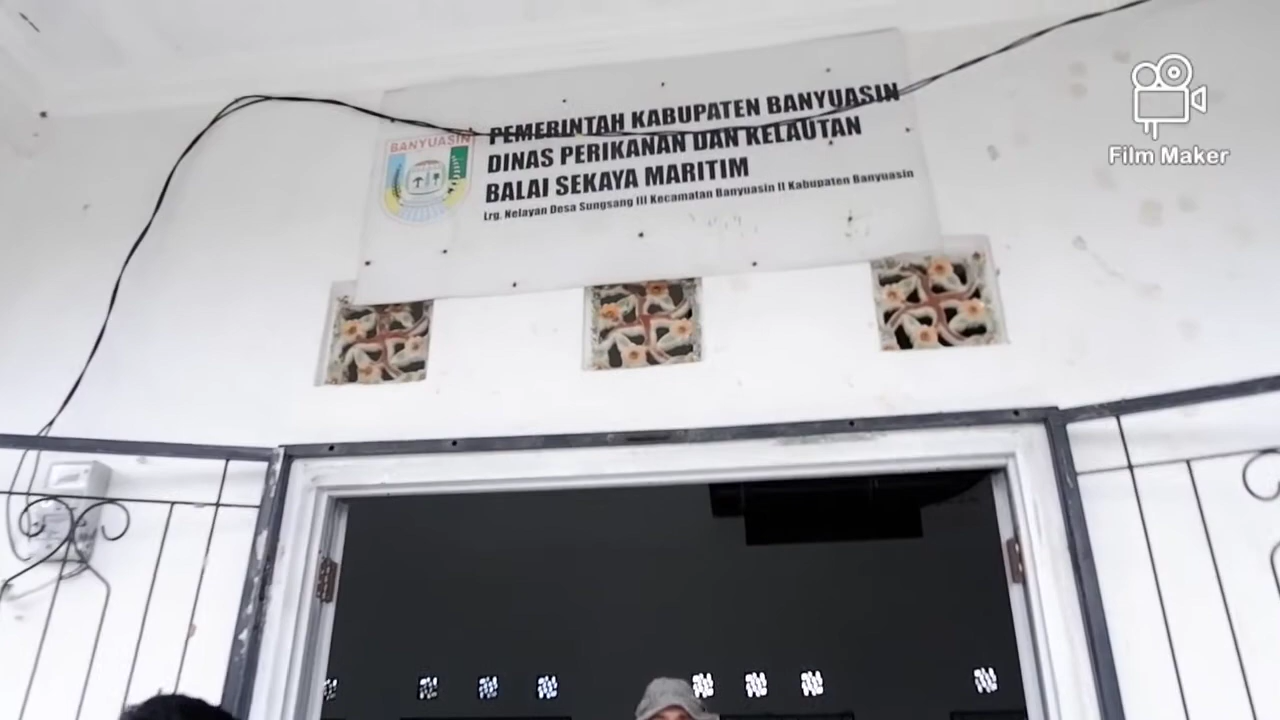 PEMERINTAH KABUPATEN BANYUASIN
DINAS PERIKANAN DAN KELAUTAN
BALAI SEKAYA MARITIM
Lrg. Nelayan Desa Sungsang III Kecamatan Banyuasin II Kabupaten Banyuasin
BANYUASIN
Film Maker